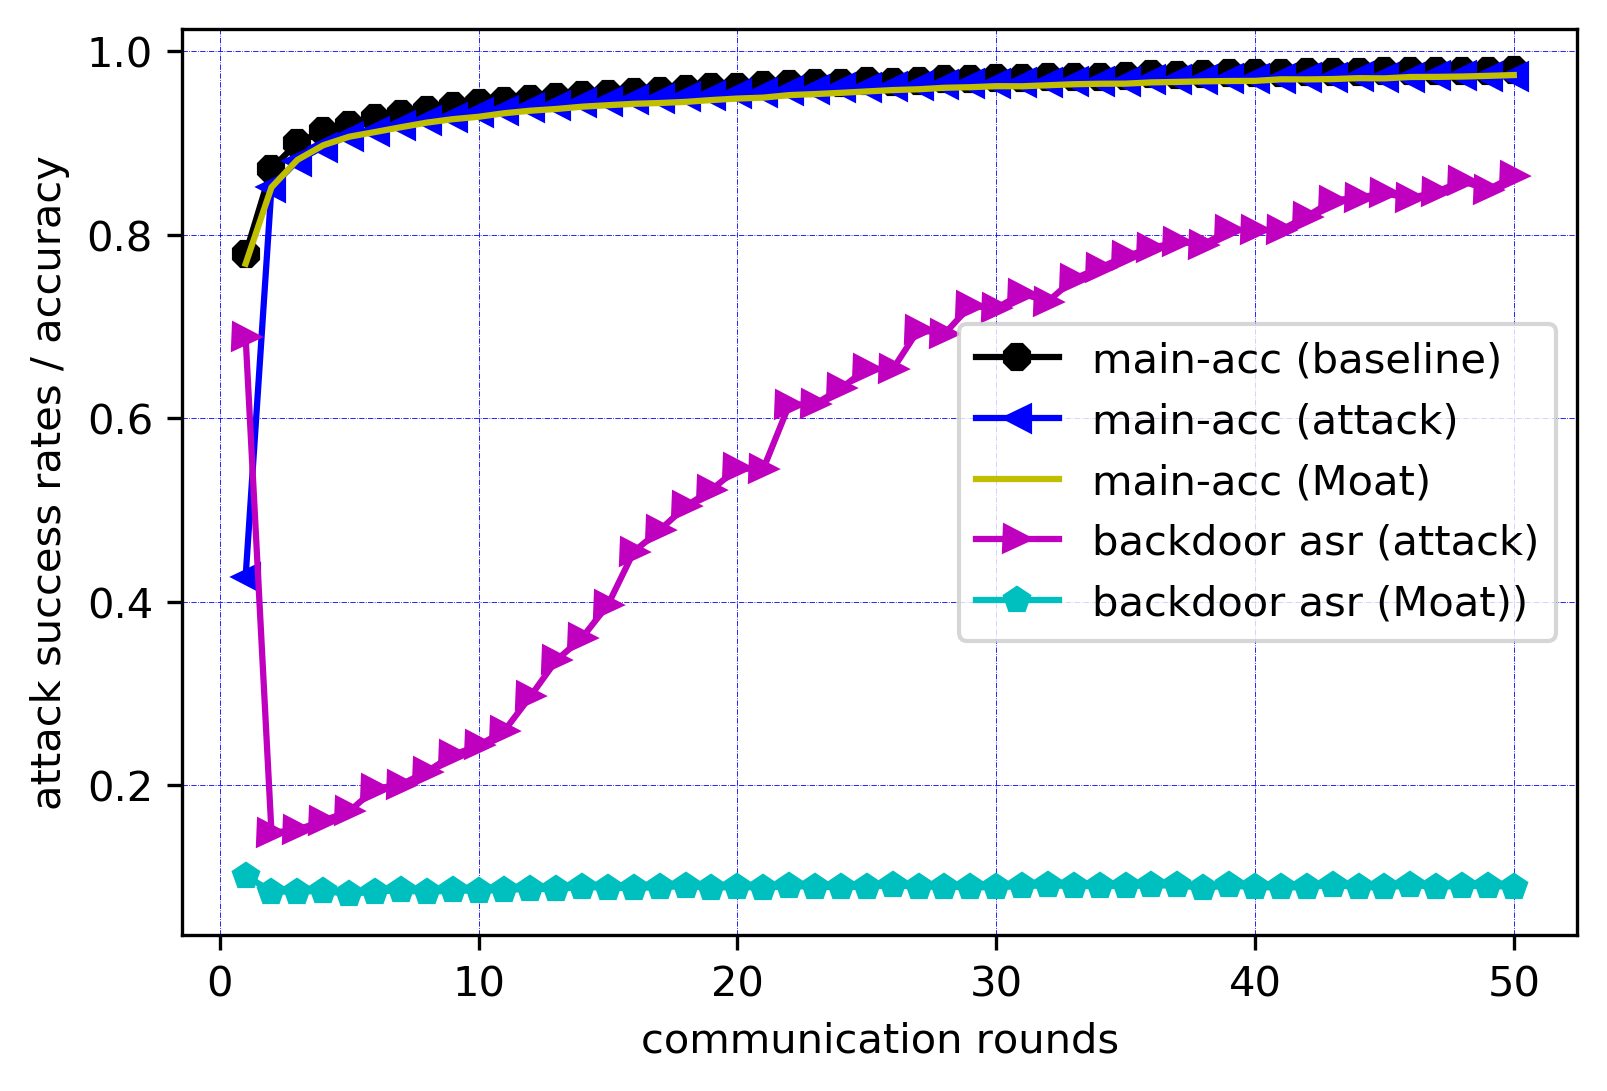 attack success rates / accuracy
1.0
0.8
0.6
0.4
0.2
main-acc (baseline)
main-acc (attack)
main-acc (Moat)
backdoor asr (attack)
backdoor asr (Moat))
0 10 20 30 40 50
communication rounds